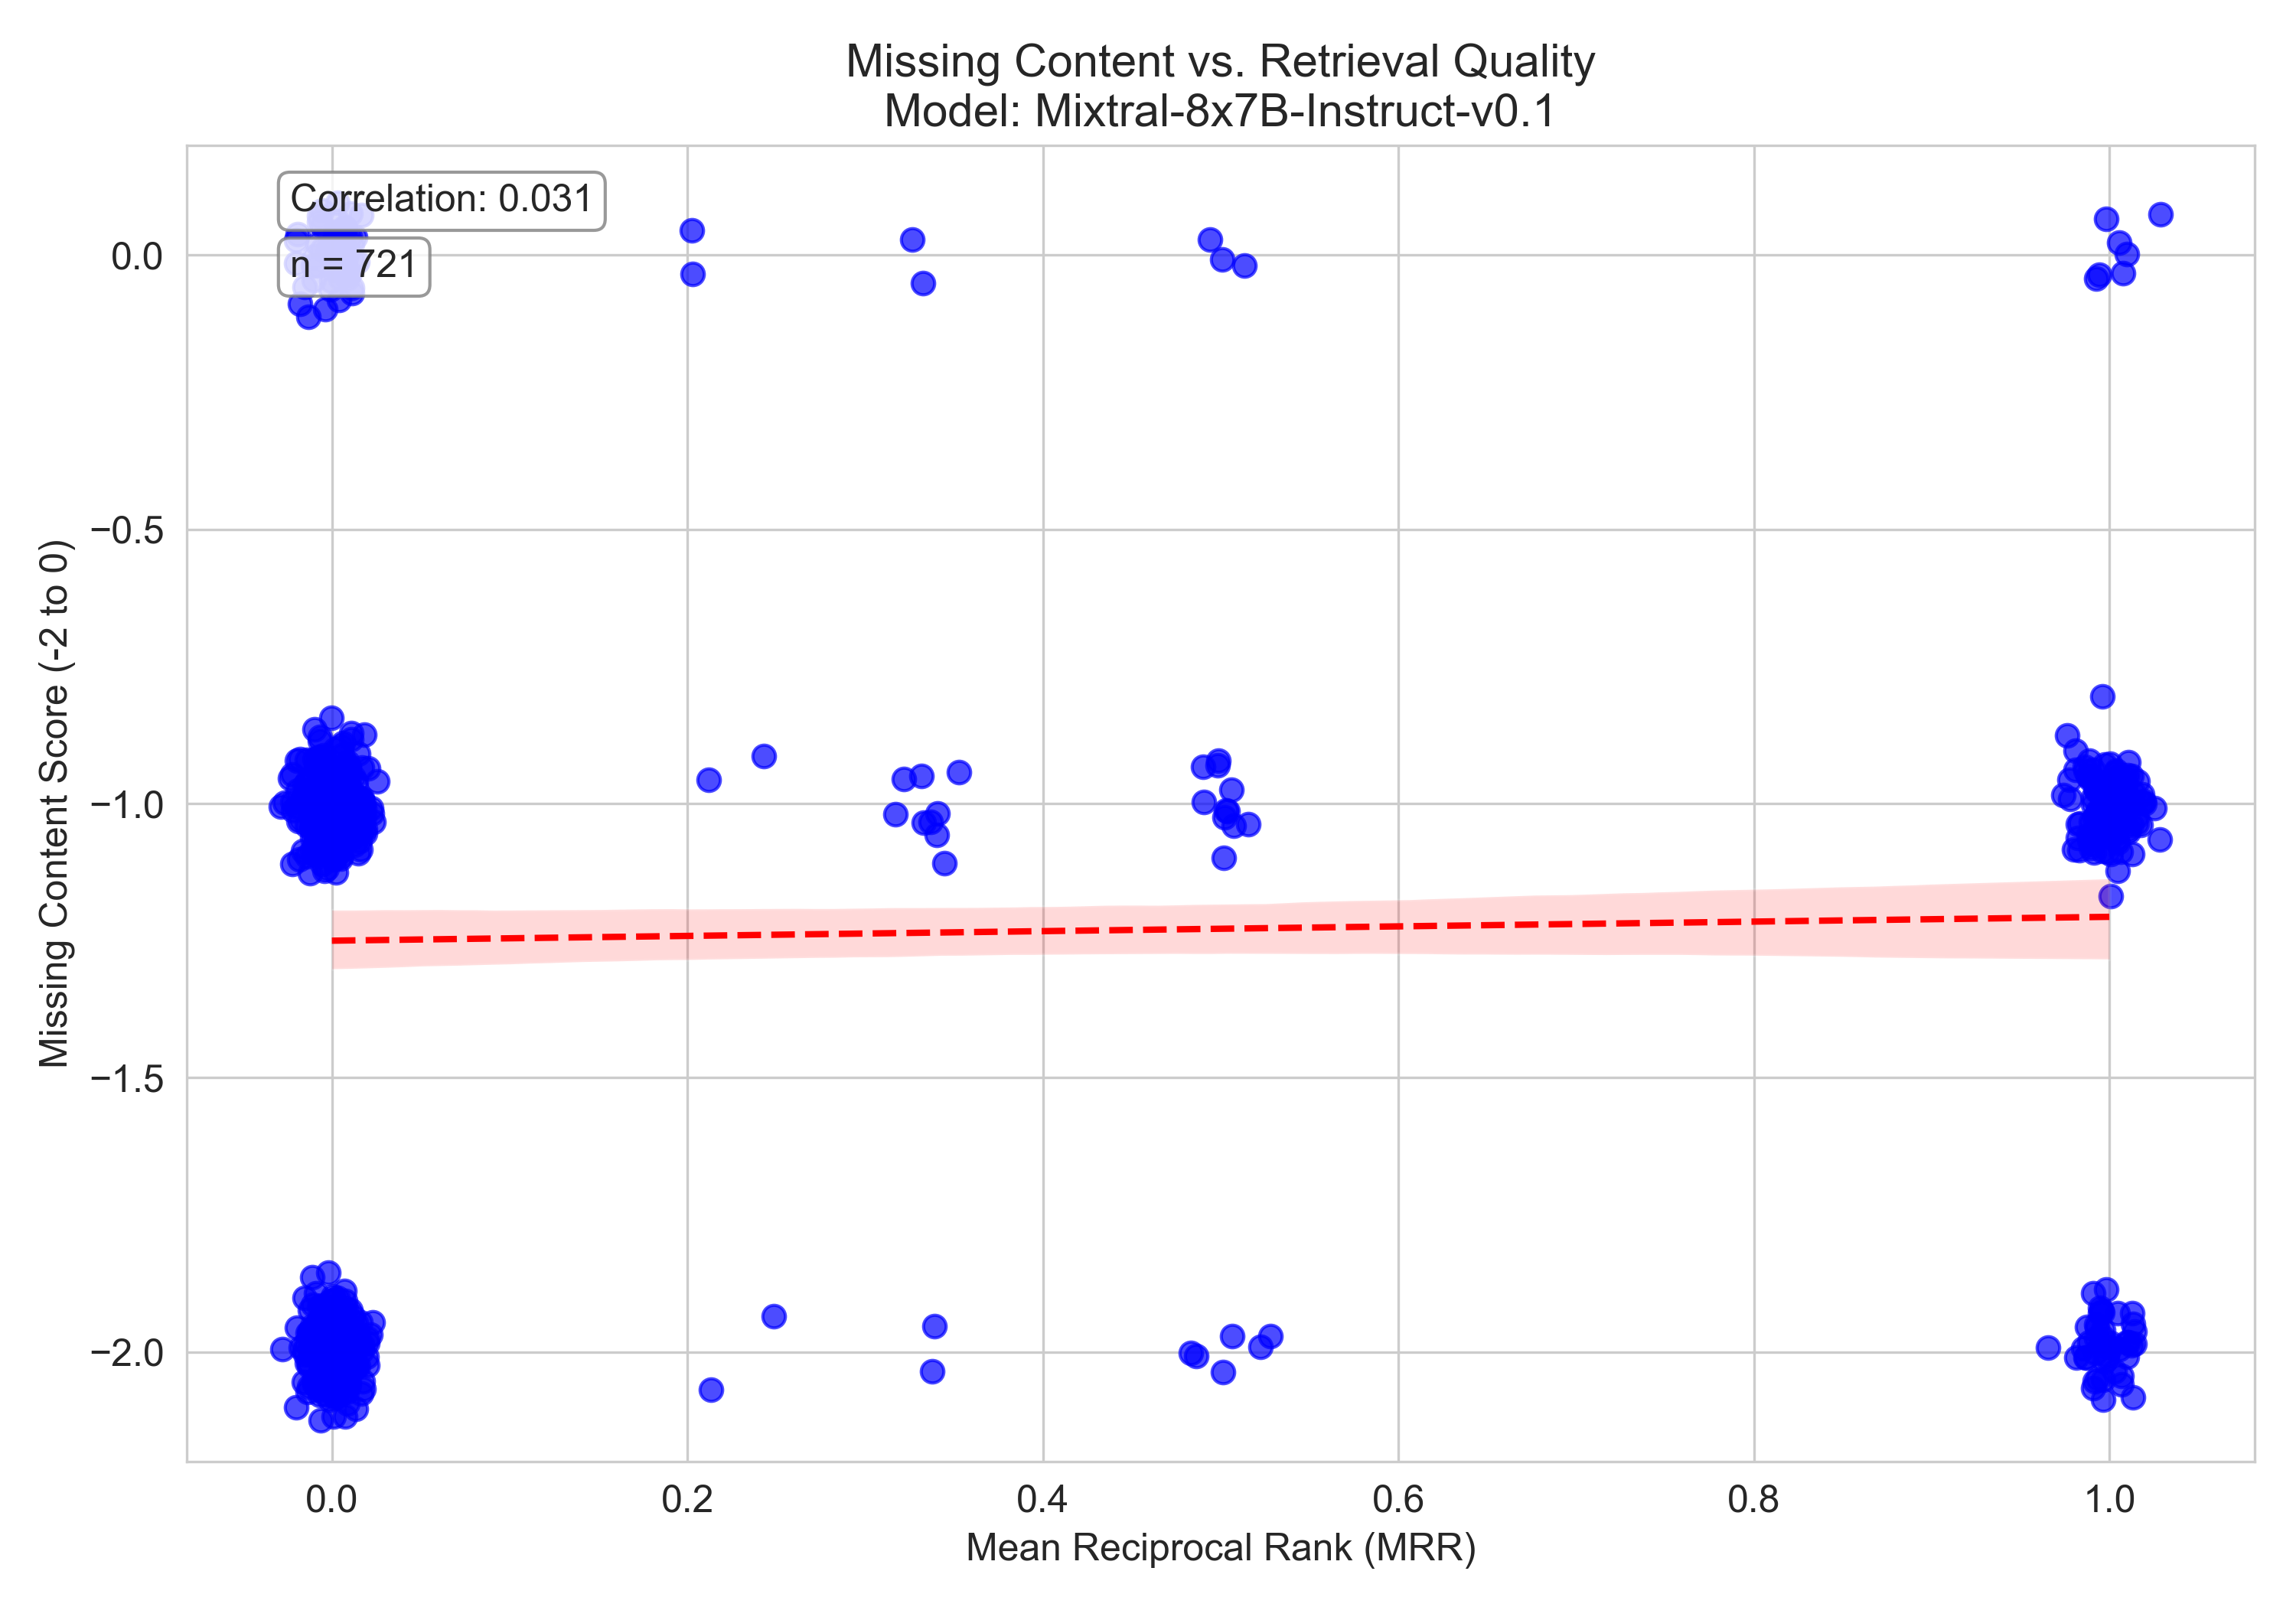 Missing Content vs. Retrieval Quality
Model: Mixtral-8x7B-Instruct-v0.1
Correlation: 0.031
n = 721
Missing Content Score (-2 to 0)
0.0
−0.5
−1.0
−1.5
−2.0
0.0 0.2 0.4 0.6 0.8 1.0
Mean Reciprocal Rank (MRR)